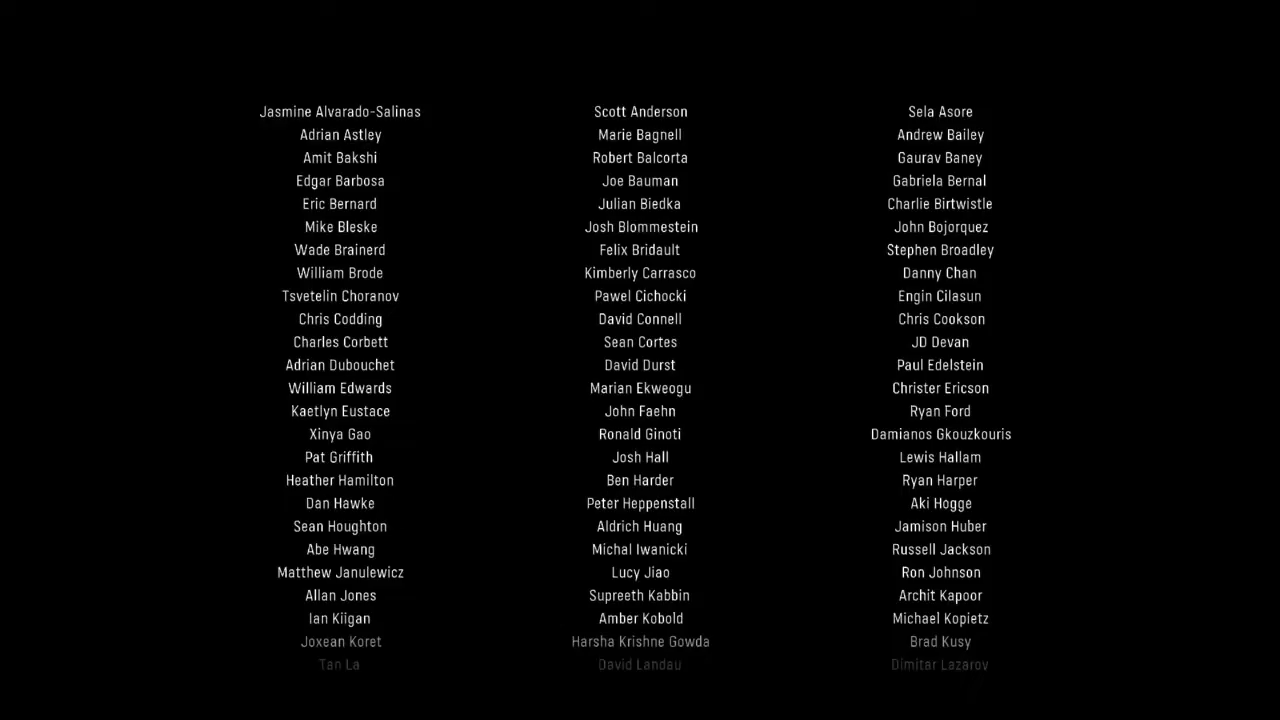 Jasmine Alvarado-Salinas Scott Anderson Sela Asore
Adrian Astley Marie Bagnell Andrew Bailey
Amit Bakshi Robert Balcorta Gaurav Baney
Edgar Barbosa Joe Bauman Gabriela Bernal
Eric Bernard Julian Biedka Charlie Birtwistle
Mike Bleske Josh Blommestein John Bojorquez
Wade Brainerd Felix Bridault Stephen Broadley
William Brode Kimberly Carrasco Danny Chan
Tsvetelin Choranov Pawel Cichocki Engin Cilasun
Chris Codding David Connell Chris Cookson
Charles Corbett Sean Cortes JD Devan
Adrian Dubouchet David Durst Paul Edelstein
William Edwards Marian Ekweogu Christer Ericson
Kaetlyn Eustace John Faehn Ryan Ford
Xinya Gao Ronald Ginoti Damianos Gkouzkouris
Pat Griffith Josh Hall Lewis Hallam
Heather Hamilton Ben Harder Ryan Harper
Dan Hawke Peter Heppenstall Aki Hogge
Sean Houghton Aldrich Huang Jamison Huber
Abe Hwang Michal Iwanicki Russell Jackson
Matthew Janulewicz Lucy Jiao Ron Johnson
Allan Jones Supreeth Kabbin Archit Kapoor
Ian Kiigan Amber Kobold Michael Kopietz
Joxean Koret Harsha Krishne Gowda Brad Kusy
Tan La David Landau Dimitar Lazarov